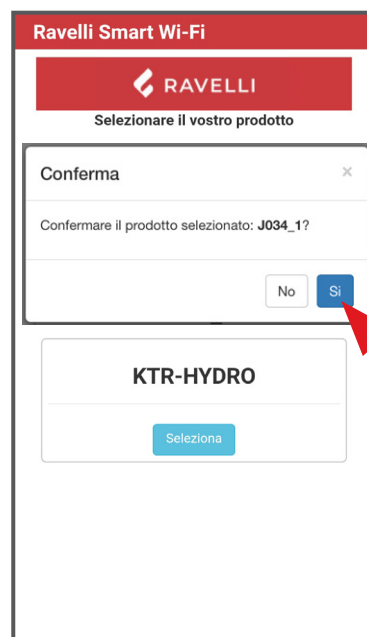 Ravelli Smart Wi-Fi
RAVELLI
Selezionare il vostro prodotto
Conferma ×
Confermare il prodotto selezionato: J034_1?
No Si
KTR-HYDRO
Seleziona